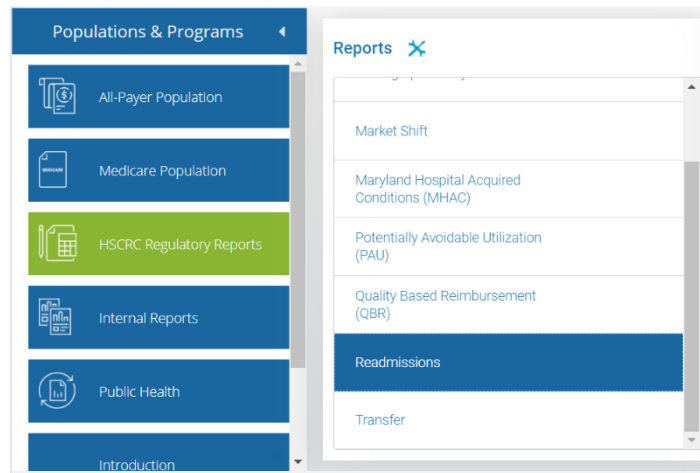 Populations & Programs
All-Payer Population
MEDICARE
Medicare Population
HSCRC Regulatory Reports
Internal Reports
Public Health
Introduction
Reports
Market Shift
Maryland Hospital Acquired
Conditions (MHAC)
Potentially Avoidable Utilization
(PAU)
Quality Based Reimbursement
(QBR)
Readmissions
Transfer